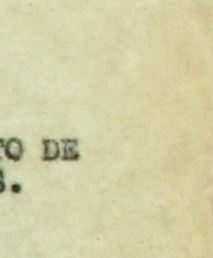 TO DE
S.